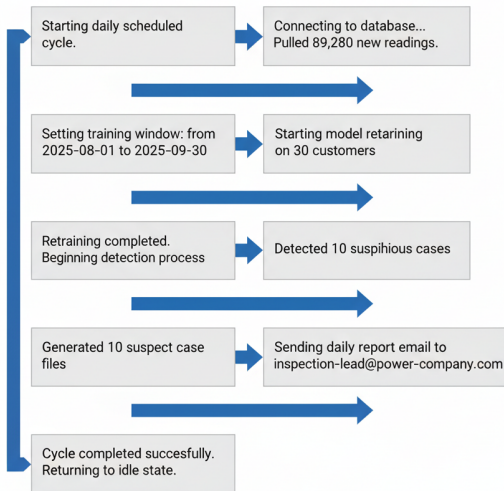 Starting daily scheduled
cycle.
Connecting to database...
Pulled 89,280 new readings.
Setting training window: from
2025-08-01 to 2025-09-30
Starting model retarining
on 30 customers
Retraining completed.
Beginning detection process
Detected 10 suspihious cases
Generated 10 suspect case
files
Sending daily report email to
inspection-lead@power-company.com
Cycle completed succesfully.
Returning to idle state.